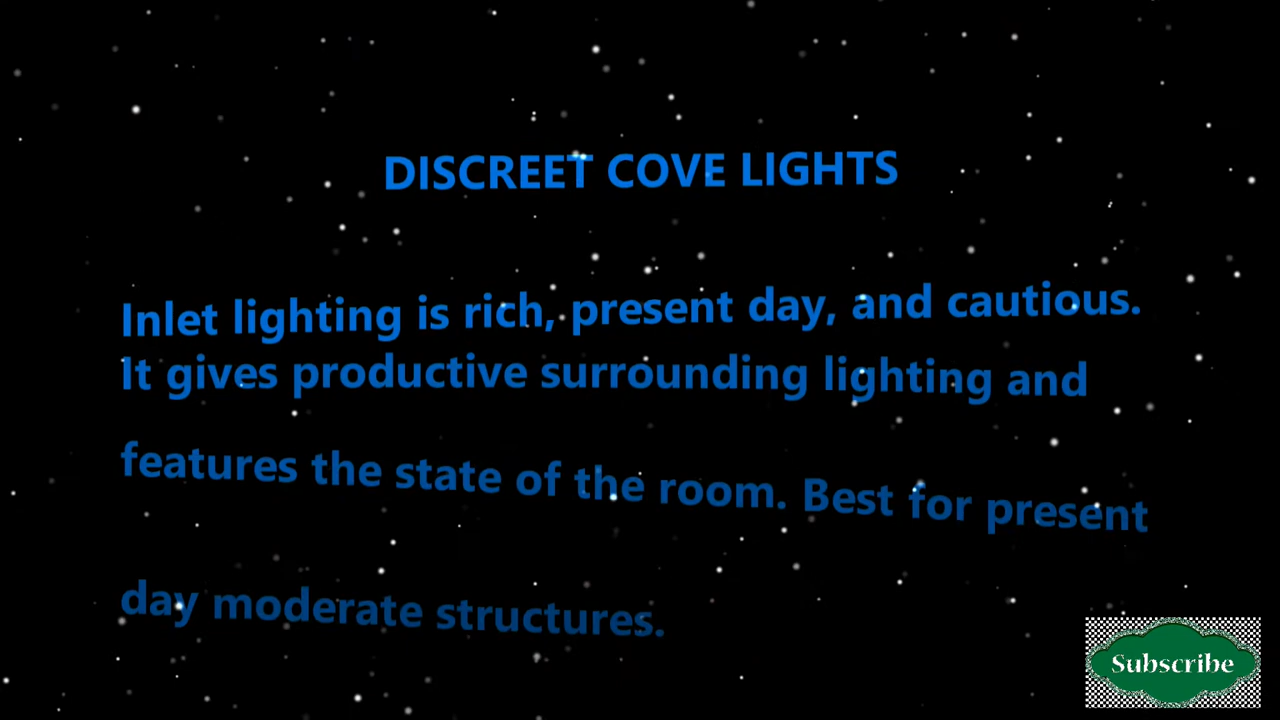 DISCREET COVE LIGHTS
Inlet lighting is rich, present day, and cautious.
It gives productive surrounding lighting and
features the state of the room. Best for present
day moderate structures.
Subscribe